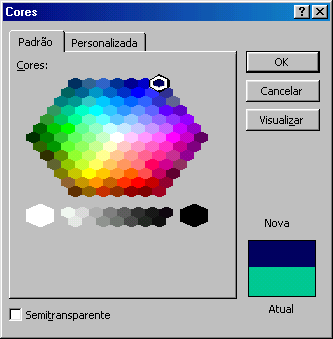 Cores
Padrão Personalizada
Cores:
OK
Cancelar
Visualizar
Nova
Atual
Semitransparente